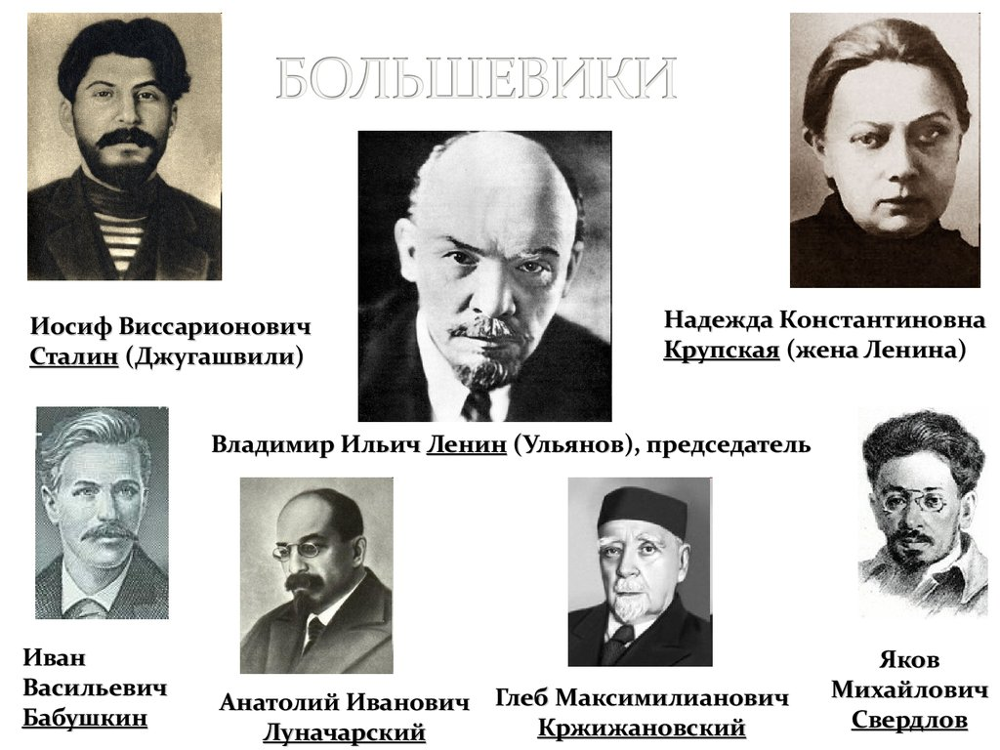 БОЛЬШЕВИКИ
Иосиф Виссарионович
Сталин (Джугашвили)
Надежда Константиновна
Крупская (жена Ленина)
Владимир Ильич Ленин (Ульянов), председатель
Иван
Васильевич
Бабушкин
Анатолий Иванович
Луначарский
Глеб Максимилианович
Кржижановский
Яков
Михайлович
Свердлов